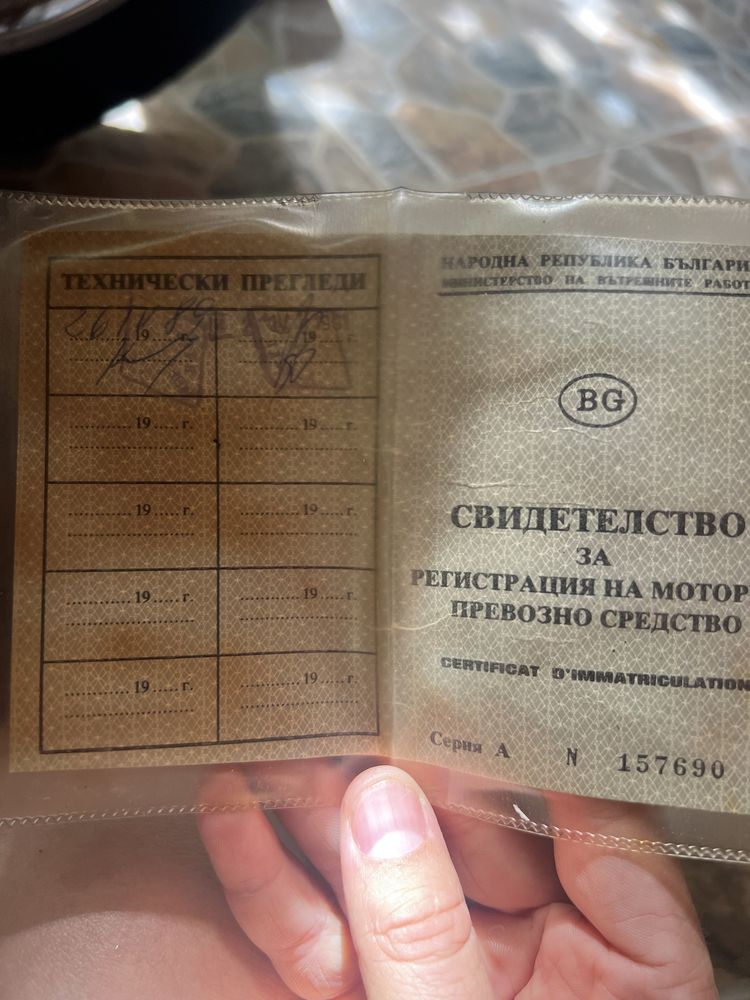 ТЕХНИЧЕСКИ ПРЕГЛЕДИ
19 г.
19
.........19.....г. .........19.....г.
.........19.....г. .........19.....г.
.........19.....г. .........19.....г.
.........19.....г. .........19.....г.
НАРОДНА РЕПУБЛИКА БЪЛГАРИ
МИНИСТЕРСТВО НА ВЪТРЕШНИТЕ РАБОТ
BG
СВИДЕТЕЛСТВО
ЗА
РЕГИСТРАЦИЯ НА МОТОР
ПРЕВОЗНО СРЕДСТВО
CERTIFICAT D'IMMATRICULATION
Серия А N 157690